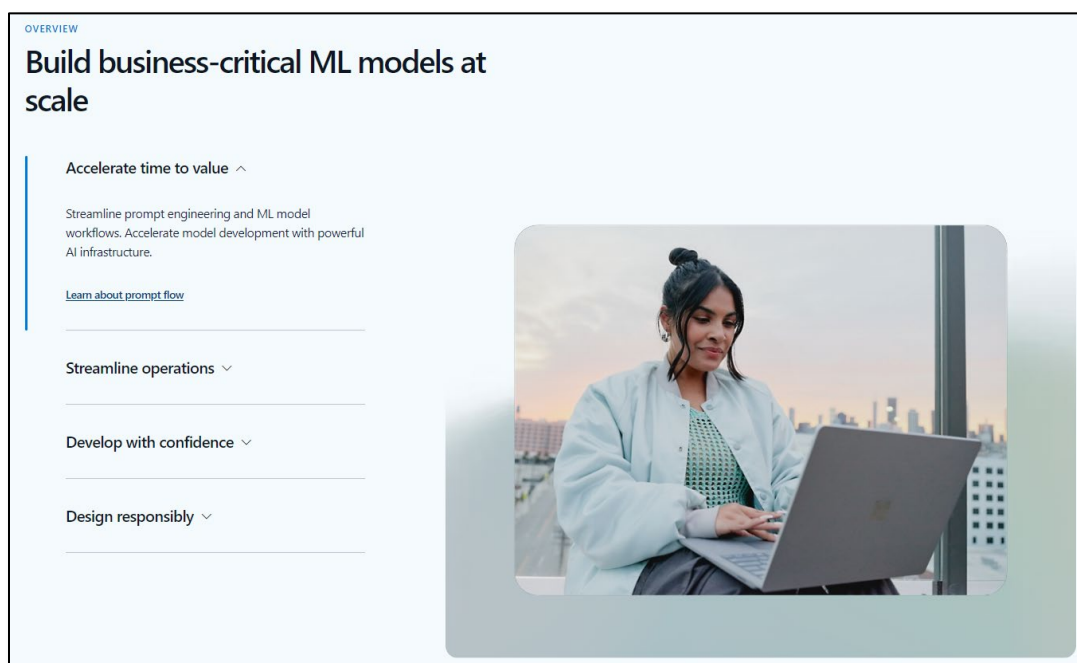 OVERVIEW
Build business-critical ML models at
scale
Accelerate time to value
Streamline prompt engineering and ML model
workflows. Accelerate model development with powerful
AI infrastructure.
Learn about prompt flow
Streamline operations
Develop with confidence
Design responsibly